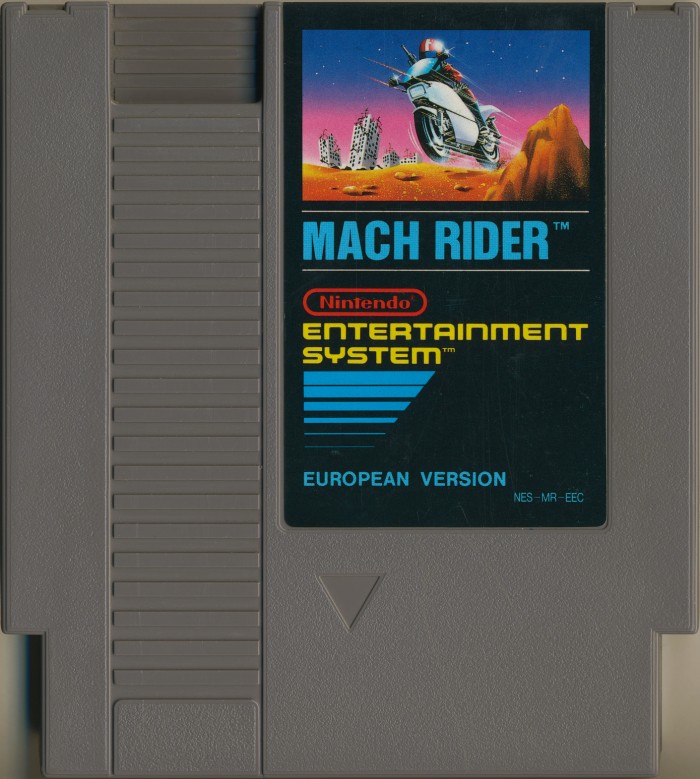 MACH RIDER™
Nintendo®
ENTERTAINMENT
SYSTEM™
EUROPEAN VERSION
NES-MR-EEC